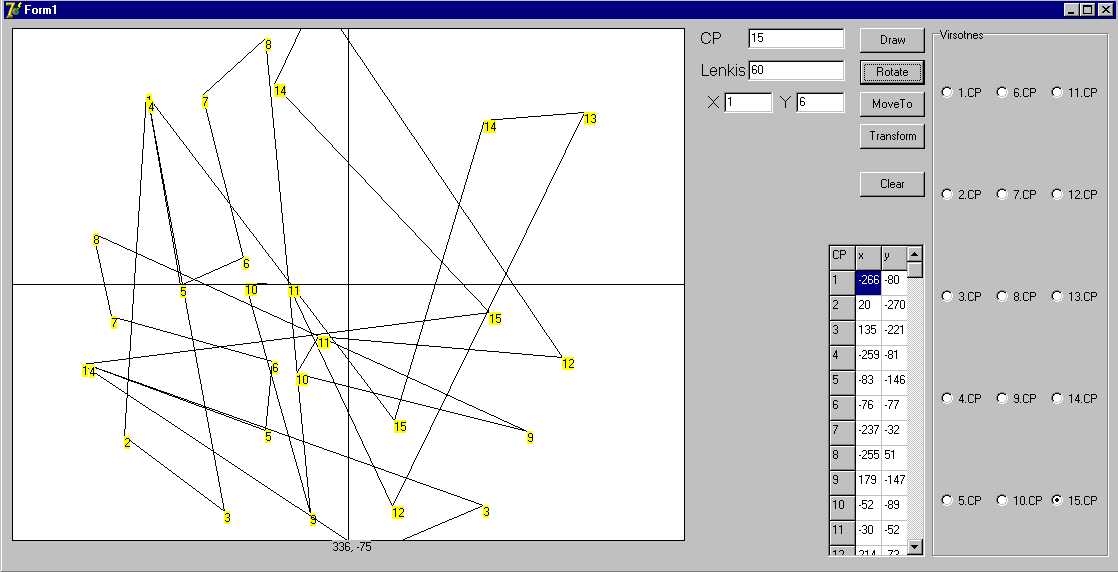 Form1
8
14
7
4
14
13
8
6
10
11
5
7
15
11
12
14
6
10
15
5
2
9
12
3
3
9
336, -75
CP 15
Lenkis 60
X 1 Y 6
Draw
Rotate
MoveTo
Transform
Clear
CP x y
1 -266 -80
2 20 -270
3 135 -221
4 -259 -81
5 -83 -146
6 -76 -77
7 -237 -32
8 -255 51
9 179 -147
10 -52 -89
11 -30 -52
12 214 -73
Virsotnes
1.CP 6.CP 11.CP
2.CP 7.CP 12.CP
3.CP 8.CP 13.CP
4.CP 9.CP 14.CP
5.CP 10.CP 15.CP